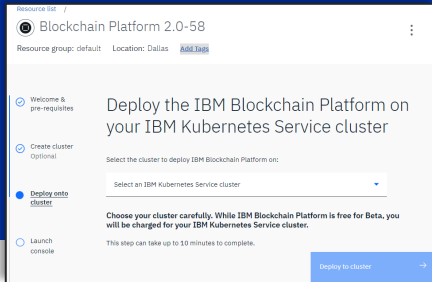 Resource list /
Blockchain Platform 2.0-58
Resource group: default Location: Dallas Add Tags
Welcome &
pre-requisites
Create cluster
Optional
Deploy onto
cluster
Launch
console
Deploy the IBM Blockchain Platform on
your IBM Kubernetes Service cluster
Select the cluster to deploy IBM Blockchain Platform on:
Select an IBM Kubernetes Service cluster
Choose your cluster carefully. While IBM Blockchain Platform is free for Beta, you
will be charged for your IBM Kubernetes Service cluster.
This step can take up to 10 minutes to complete.
Deploy to cluster